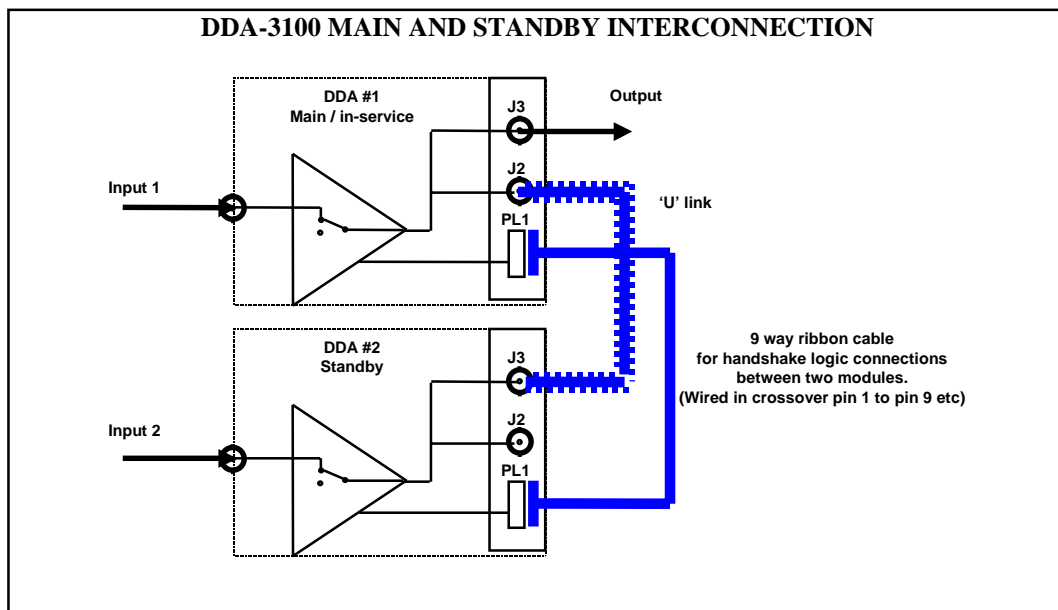 DDA-3100 MAIN AND STANDBY INTERCONNECTION
DDA #1
Main / in-service
J3
Output
J2
Input 1
'U' link
PL1
DDA #2
Standby
J3
9 way ribbon cable
for handshake logic connections
between two modules.
(Wired in crossover pin 1 to pin 9 etc)
J2
Input 2
PL1